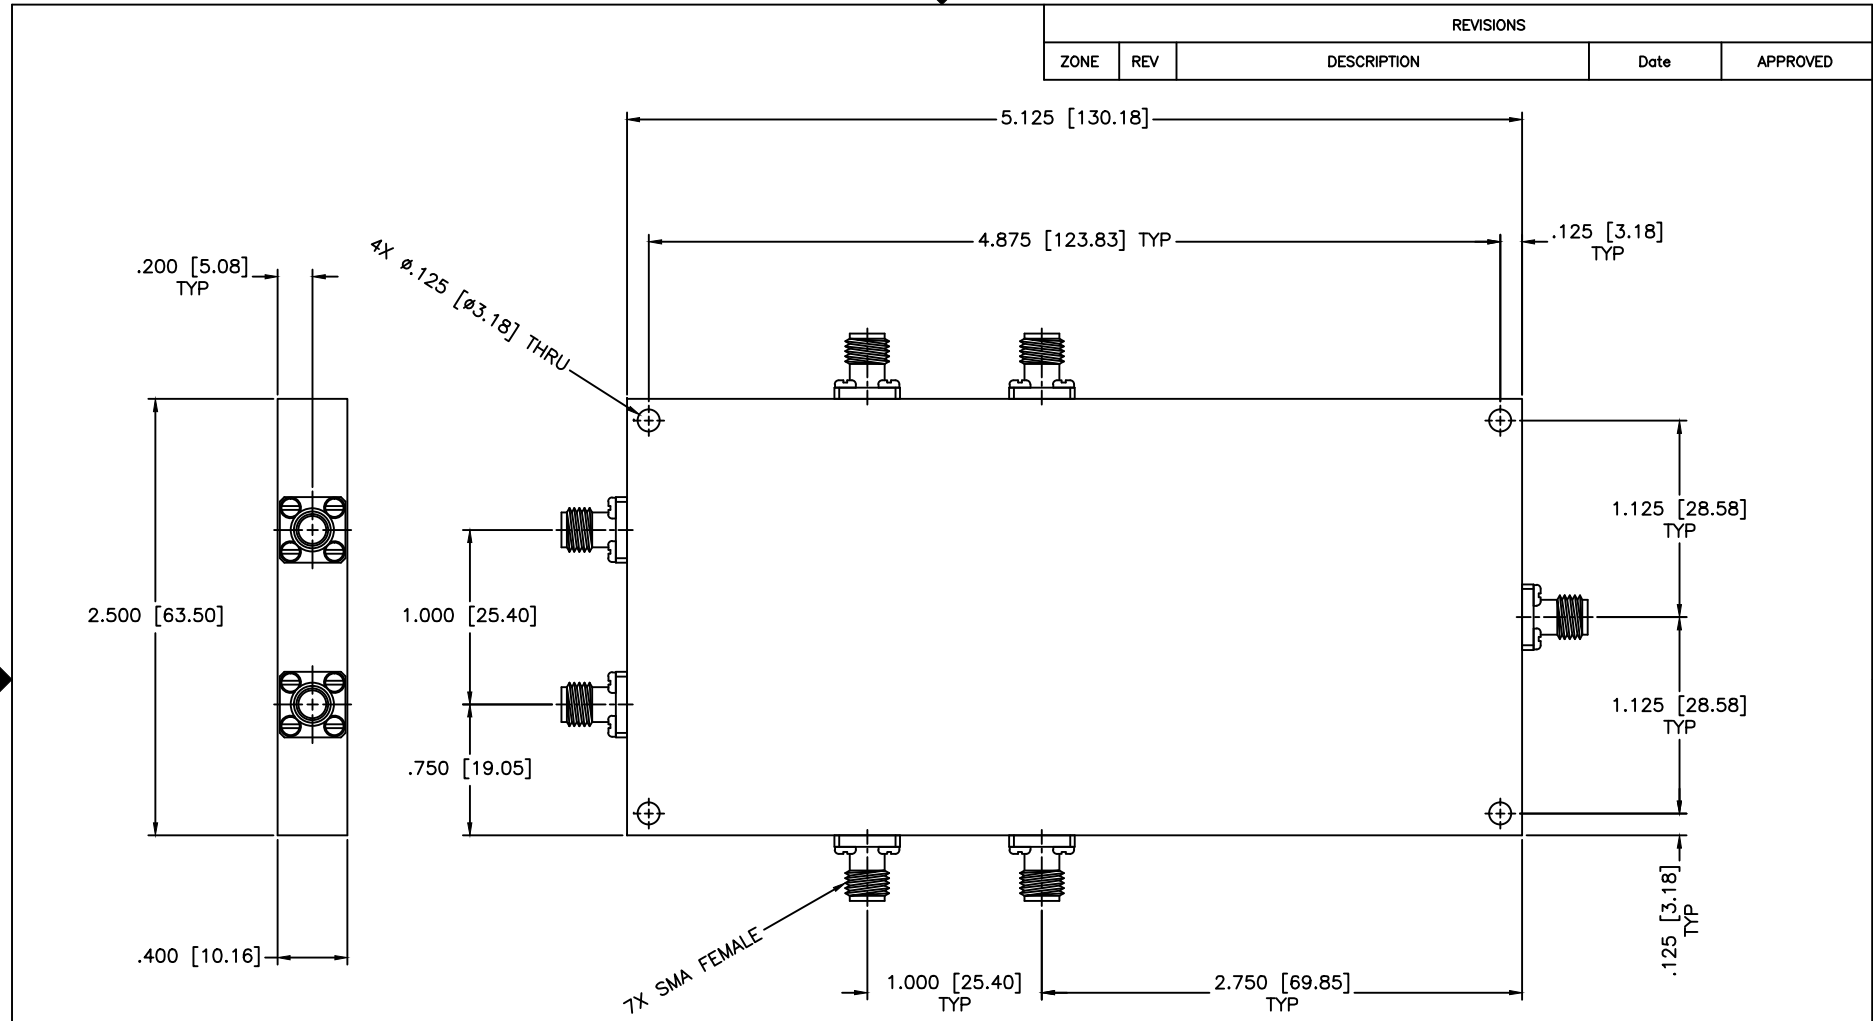 REVISIONS
ZONE REV DESCRIPTION Date APPROVED
5.125 [130.18]
4.875 [123.83] TYP
.125 [3.18]
TYP
.200 [5.08]
TYP
4X ø.125 [ø3.18] THRU
1.125 [28.58]
TYP
2.500 [63.50]
1.000 [25.40]
1.125 [28.58]
TYP
.750 [19.05]
.125 [3.18]
TYP
.400 [10.16]
7X SMA FEMALE
1.000 [25.40]
TYP
2.750 [69.85]
TYP